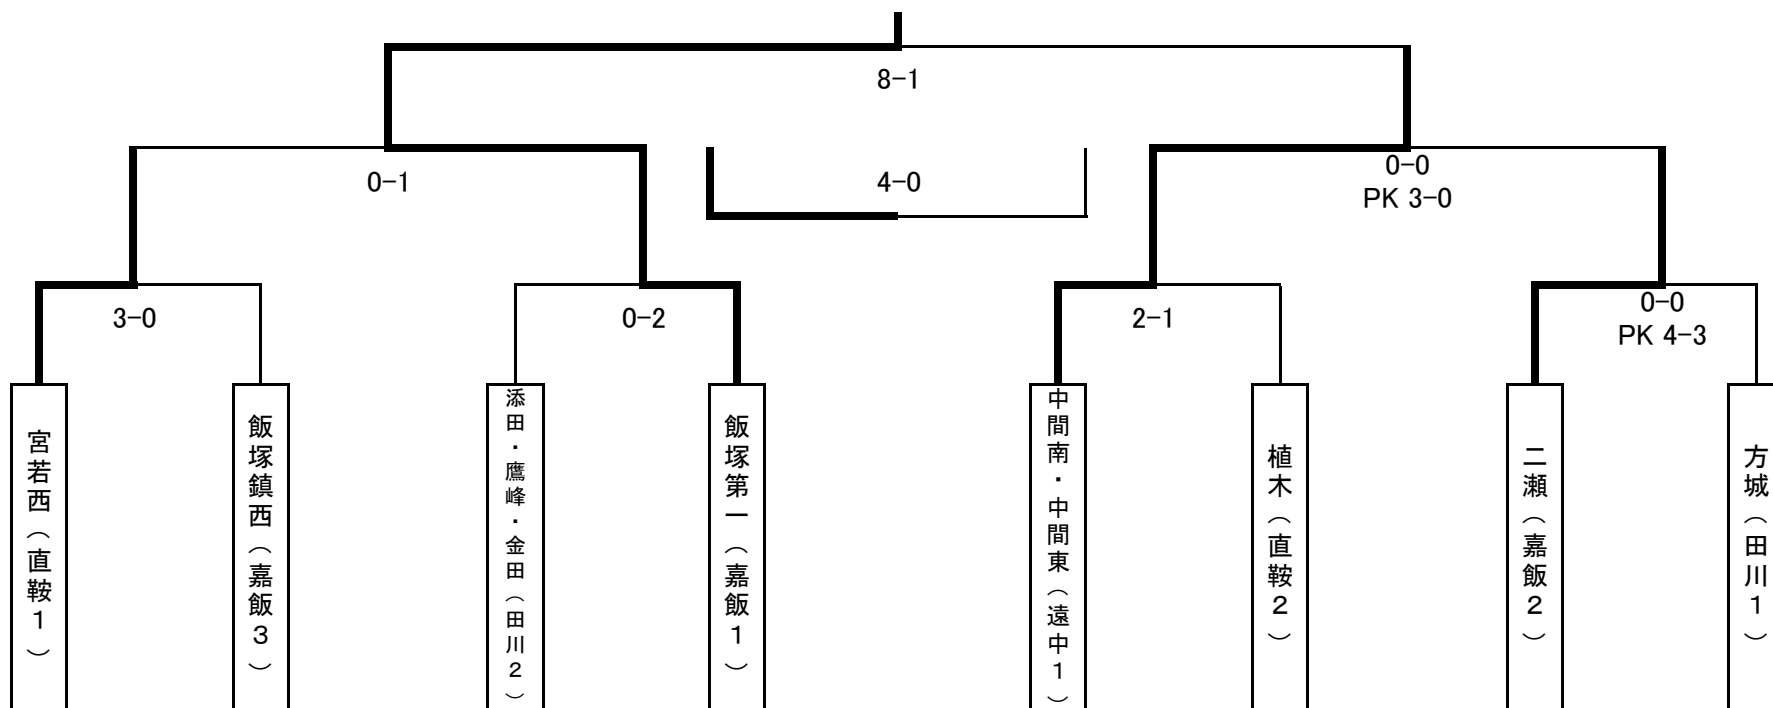 8-1
0-1
4-0
0-0
PK 3-0
3-0
0-2
2-1
0-0
PK 4-3
宮若西（直鞍１）
飯塚鎮西（嘉飯３）
添田・鷹峰・金田（田川２）
飯塚第一（嘉飯１）
中間南・中間東（遠中１）
植木（直鞍２）
二瀬（嘉飯２）
方城（田川１）